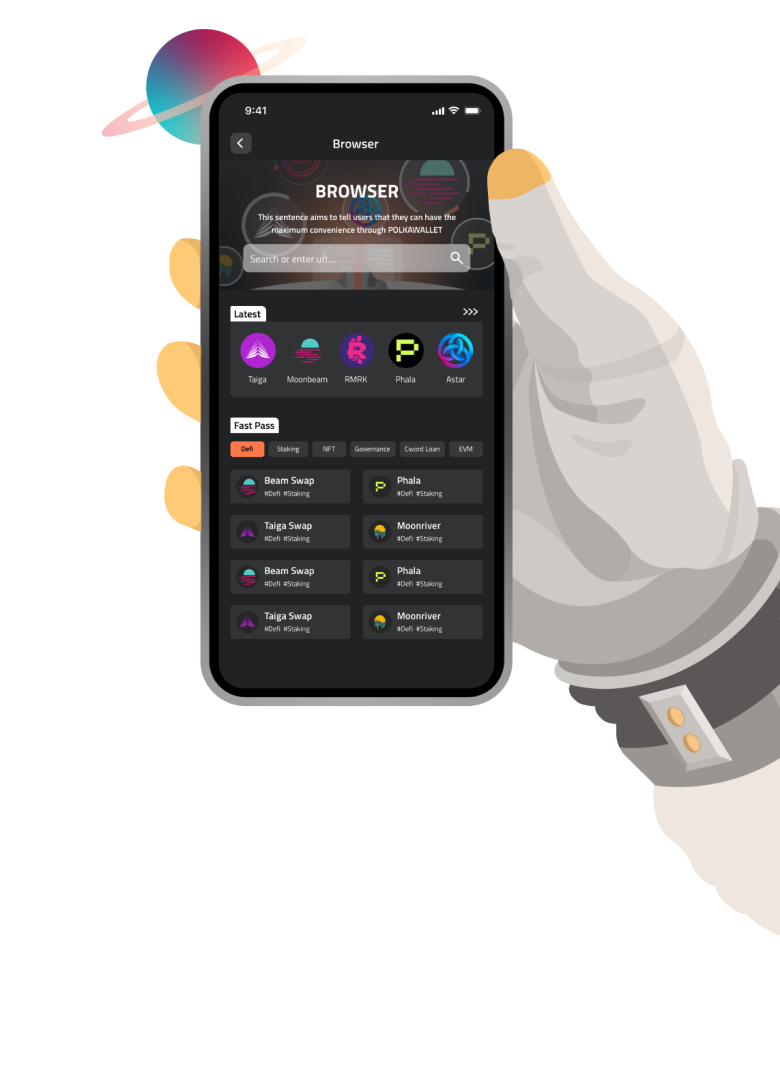 9:41
Browser
BROWSER
This sentence aims to tell users that they can have the
maximum convenience through POLKAWALLET
Search or enter url....
Latest
Taiga Moonbeam RMRK Phala Astar
Fast Pass
Defi Staking NFT Governance Cword Loan EVM
Beam Swap Phala
#Defi #Staking #Defi #Staking
Taiga Swap Moonriver
#Defi #Staking #Defi #Staking
Beam Swap Phala
#Defi #Staking #Defi #Staking
Taiga Swap Moonriver
#Defi #Staking #Defi #Staking